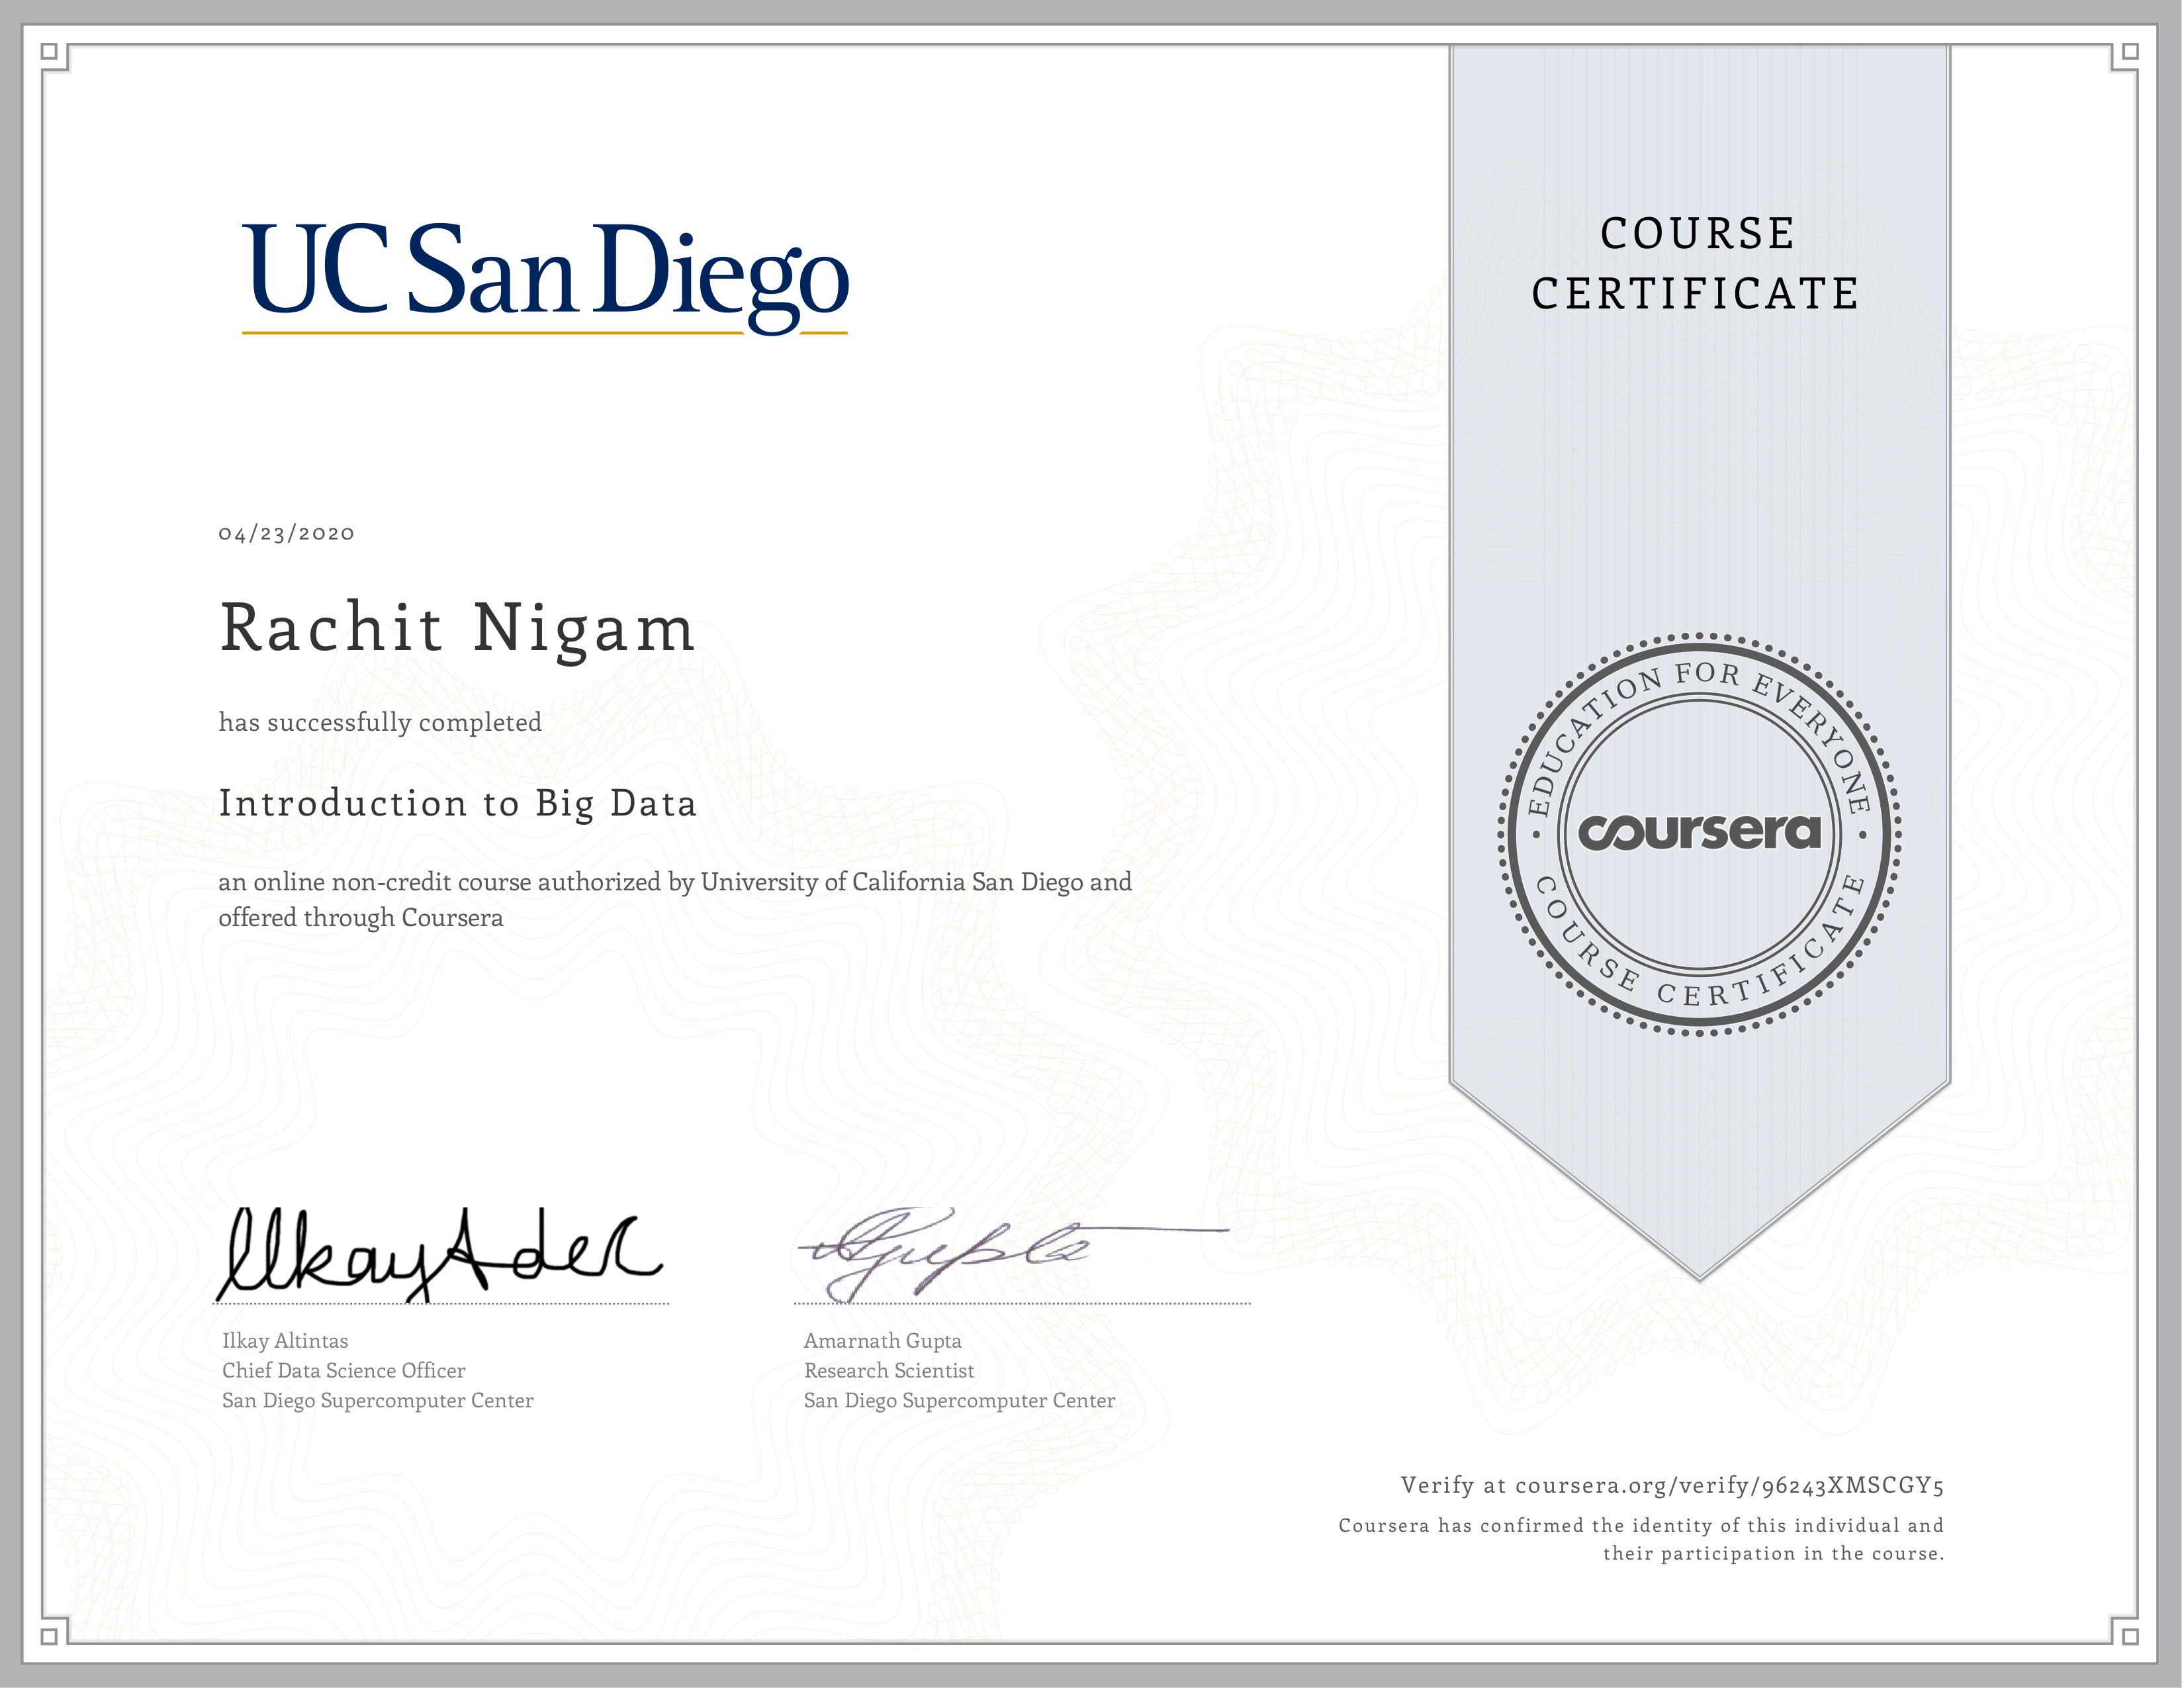 UC San Diego
COURSE
CERTIFICATE
04/23/2020
Rachit Nigam
has successfully completed
Introduction to Big Data
an online non-credit course authorized by University of California San Diego and
offered through Coursera
EDUCATION FOR EVERYONE
coursera
COURSE CERTIFICATE
Ilkay Altintas
Chief Data Science Officer
San Diego Supercomputer Center
Agupta
Amarnath Gupta
Research Scientist
San Diego Supercomputer Center
Verify at coursera.org/verify/96243XMSCGY5
Coursera has confirmed the identity of this individual and
their participation in the course.